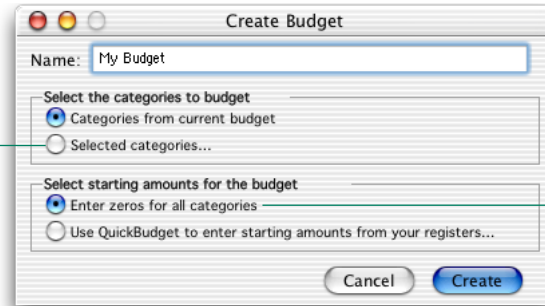 Create Budget
Name: My Budget
Select the categories to budget
Categories from current budget
Selected categories...
Select starting amounts for the budget
Enter zeros for all categories
Use QuickBudget to enter starting amounts from your registers...
Cancel Create